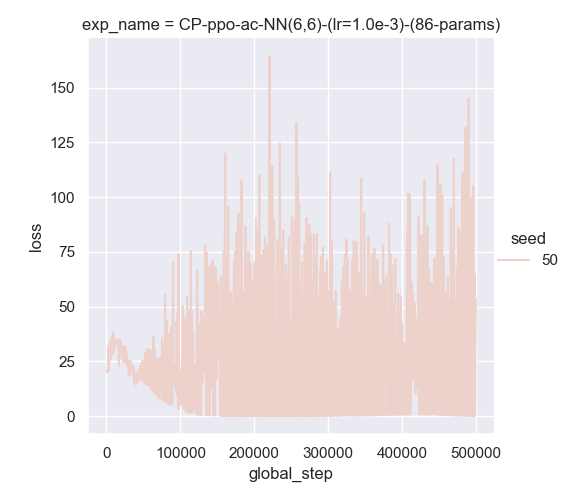 exp_name = CP-ppo-ac-NN(6,6)-(lr=1.0e-3)-(86-params)
150
125
100
75
50
25
0
loss
0 100000 200000 300000 400000 500000
global_step
seed
50